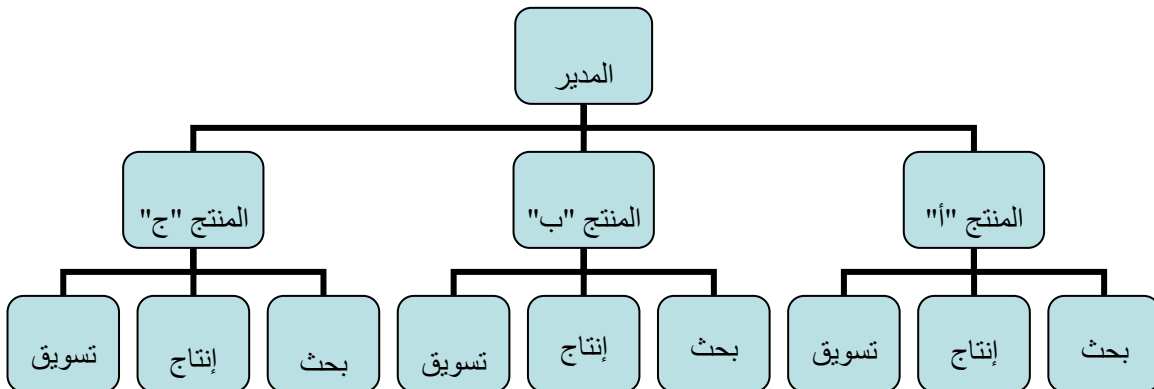 المدير
المنتج "أ"
المنتج "ب"
المنتج "ج"
بحث
إنتاج
تسويق
بحث
إنتاج
تسويق
بحث
إنتاج
تسويق